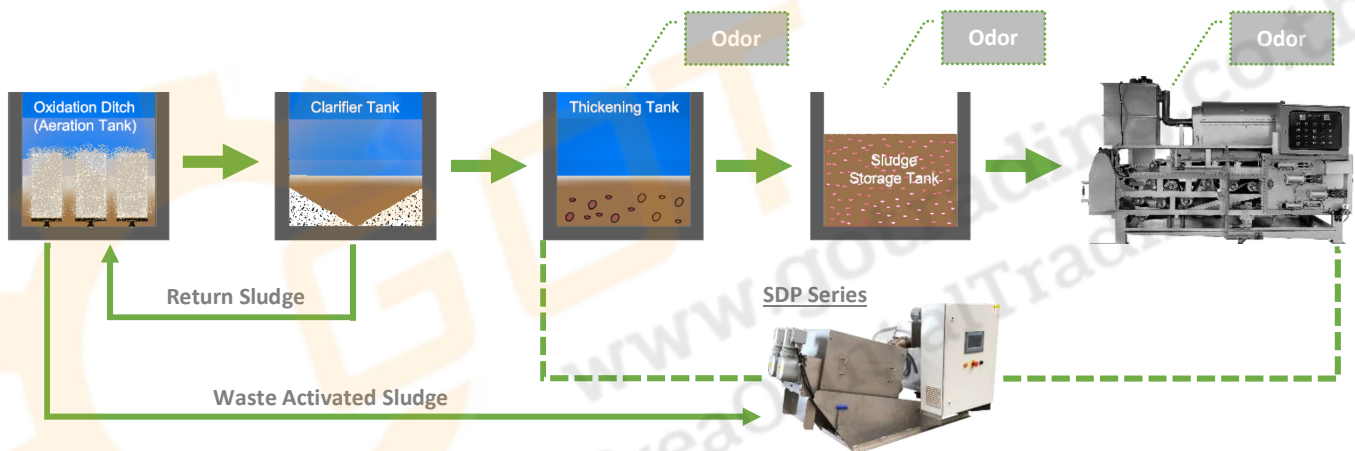 Odor
Odor
Odor
Oxidation Ditch
(Aeration Tank)
Clarifier Tank
Thickening Tank
Sludge
Storage Tank
Return Sludge
SDP Series
Waste Activated Sludge
GOT